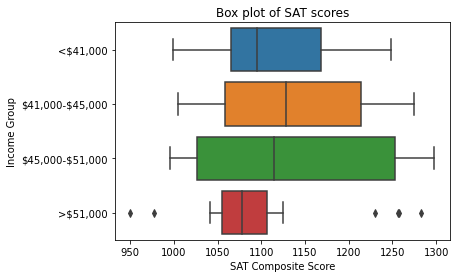 Box plot of SAT scores
Income Group
<$41,000
$41,000-$45,000
$45,000-$51,000
>$51,000
950 1000 1050 1100 1150 1200 1250 1300
SAT Composite Score